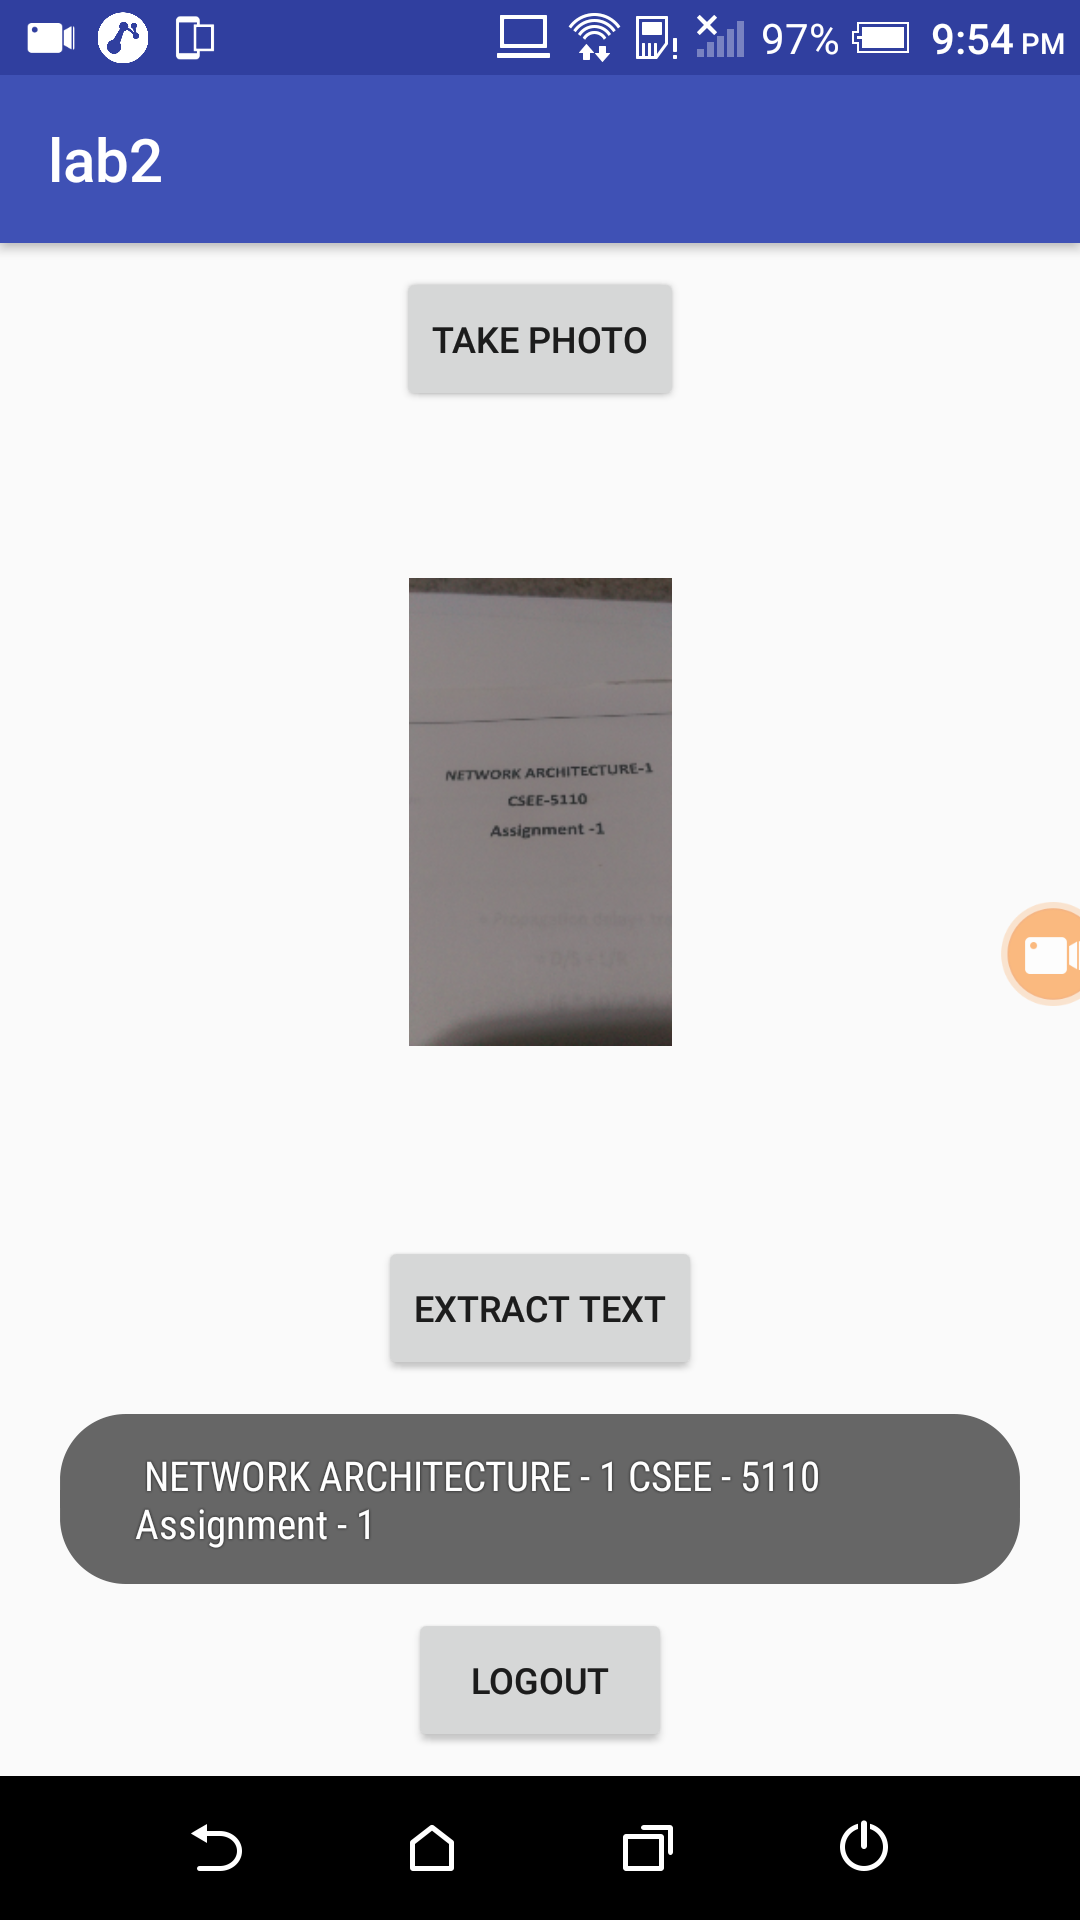 97% 9:54 PM
lab2
TAKE PHOTO
NETWORK ARCHITECTURE-1
CSEE-5110
Assignment -1
EXTRACT TEXT
NETWORK ARCHITECTURE - 1 CSEE - 5110
Assignment - 1
LOGOUT